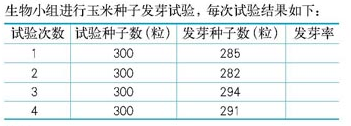 生物小组进行玉米种子发芽试验，每次试验结果如下：
试验次数 试验种子数（粒） 发芽种子数（粒） 发芽率
1 300 285
2 300 282
3 300 294
4 300 291